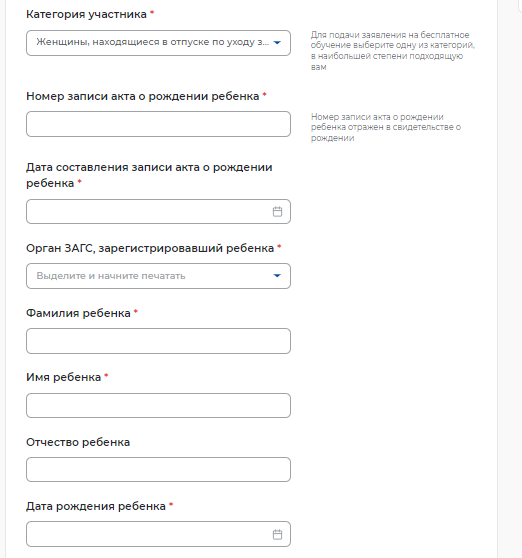 Категория участника *
Женщины, находящиеся в отпуске по уходу з...
Для подачи заявления на бесплатное
обучение выберите одну из категорий,
в наибольшей степени подходящую
вам
Номер записи акта о рождении ребенка *
Номер записи акта о рождении
ребенка отражен в свидетельстве о
рождении
Дата составления записи акта о рождении
ребенка *
Орган ЗАГС, зарегистрировавший ребенка *
Выделите и начните печатать
Фамилия ребенка *
Имя ребенка *
Отчество ребенка
Дата рождения ребенка *